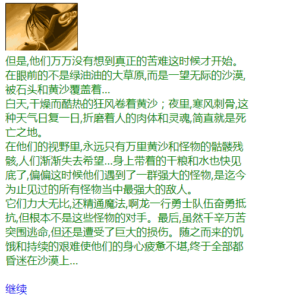 但是,他们万万没有想到真正的苦难这时候才开始。
在眼前的不是绿油油的大草原,而是一望无际的沙漠,
被石头和黄沙覆盖着...
白天,干燥而酷热的狂风卷着黄沙；夜里,寒风刺骨,这
种天气日复一日,折磨着人的肉体和灵魂,简直就是死
亡之地。
在他们的视野里,永远只有万里黄沙和怪物的骷髅残
骸,人们渐渐失去希望...身上带着的干粮和水也快见
底了,偏偏这时候他们遇到了一群强大的怪物,是迄今
为止见过的所有怪物当中最强大的敌人。
它们力大无比,还精通魔法,啊龙一行勇士队伍奋勇抵
抗,但根本不是这些怪物的对手。最后,虽然千辛万苦
突围逃命,但还是遭受了巨大的损伤。随之而来的饥
饿和持续的艰难使他们的身心疲惫不堪,终于全部都
昏迷在沙漠上...
继续